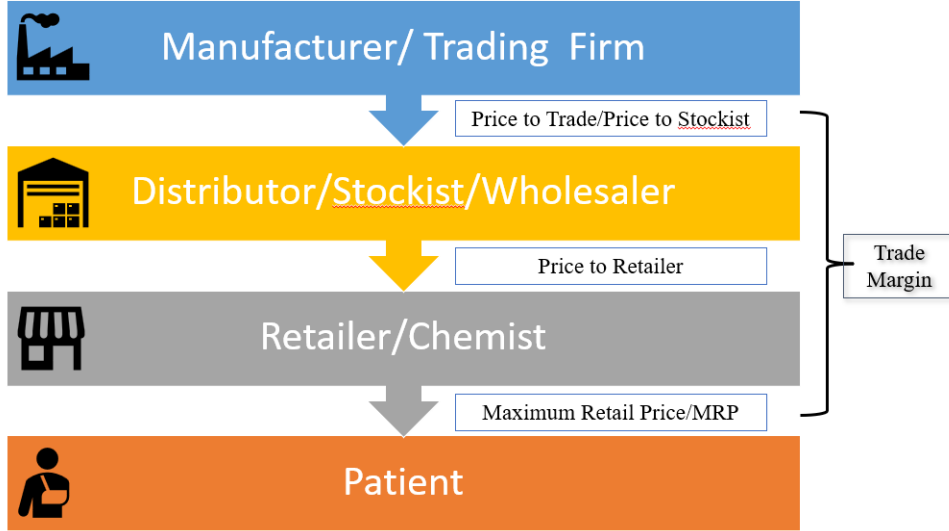 Manufacturer/ Trading Firm
Price to Trade/Price to Stockist
Distributor/Stockist/Wholesaler
Price to Retailer
Trade
Margin
Retailer/Chemist
Maximum Retail Price/MRP
Patient